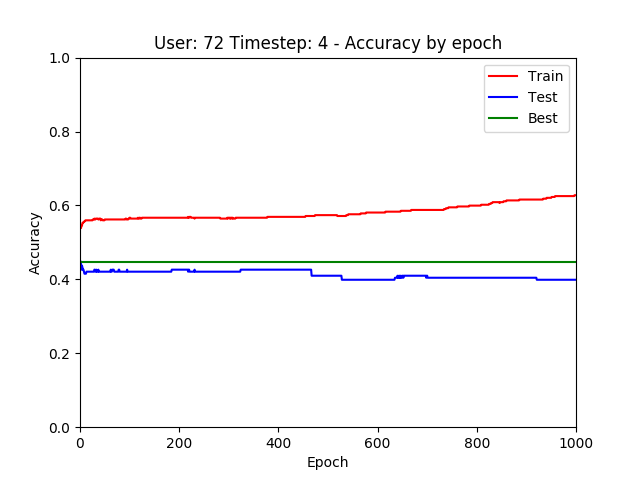 User: 72 Timestep: 4 - Accuracy by epoch
1.0
0.8
0.6
0.4
0.2
0.0
Accuracy
Train
Test
Best
0 200 400 600 800 1000
Epoch